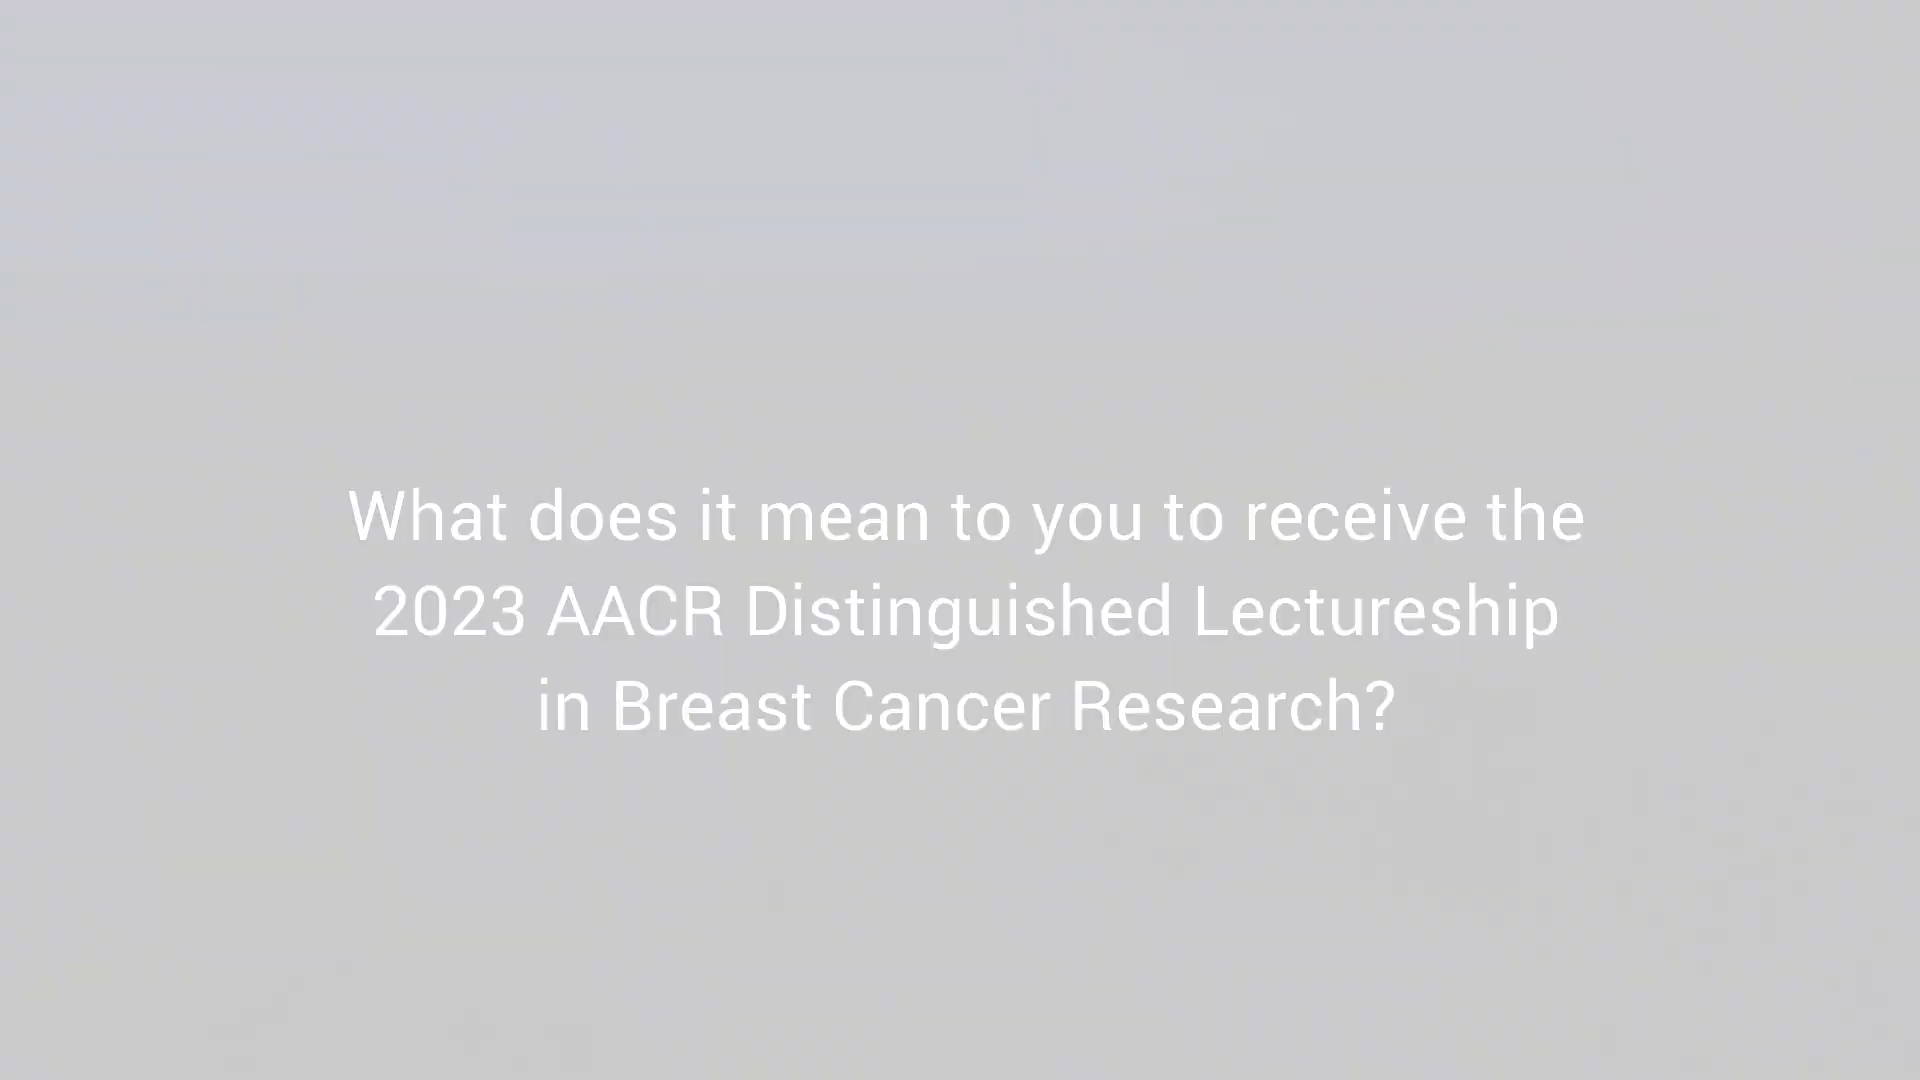 What does it mean to you to receive the
2023 AACR Distinguished Lectureship
in Breast Cancer Research?